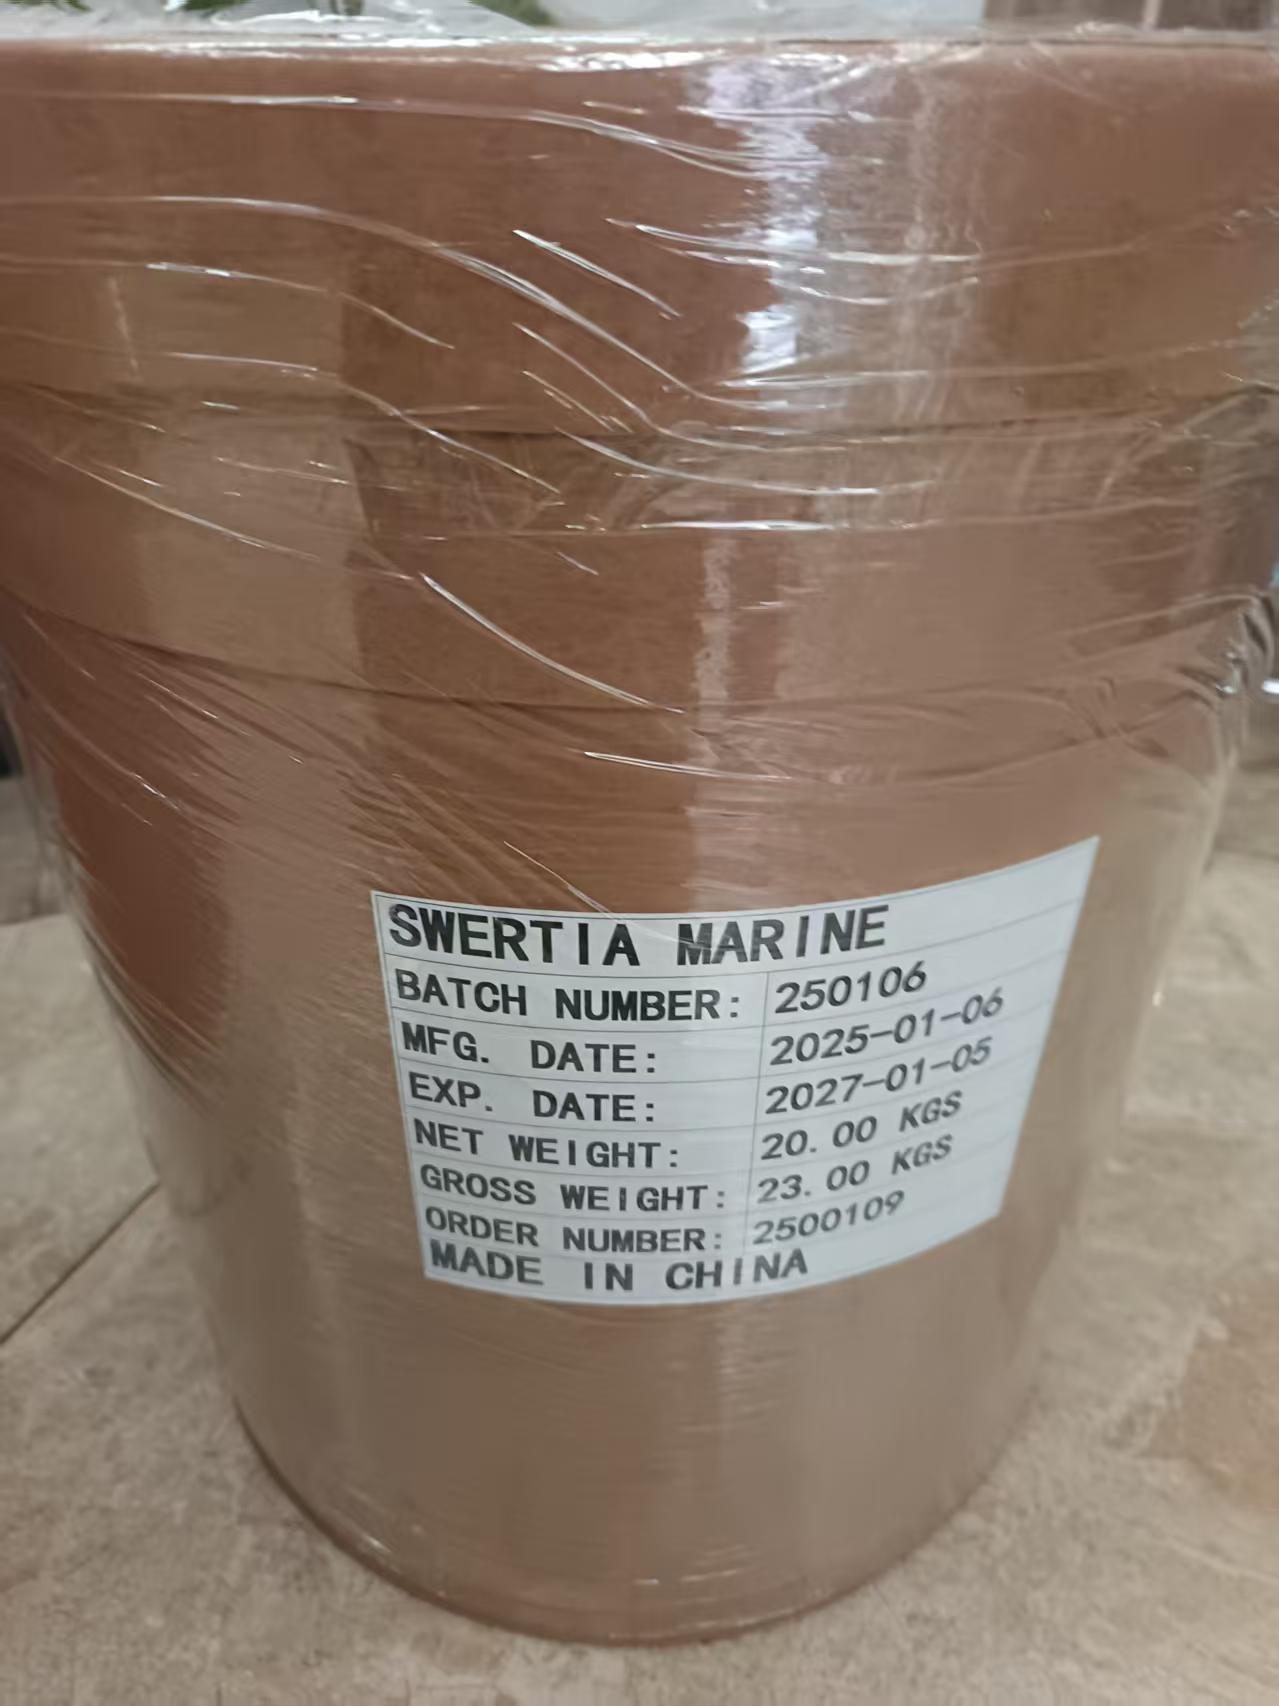 SWERTIA MARINE
BATCH NUMBER: 250106
MFG. DATE: 2025-01-06
EXP. DATE: 2027-01-05
NET WEIGHT: 20.00 KGS
GROSS WEIGHT: 23.00 KGS
ORDER NUMBER: 2500109
MADE IN CHINA